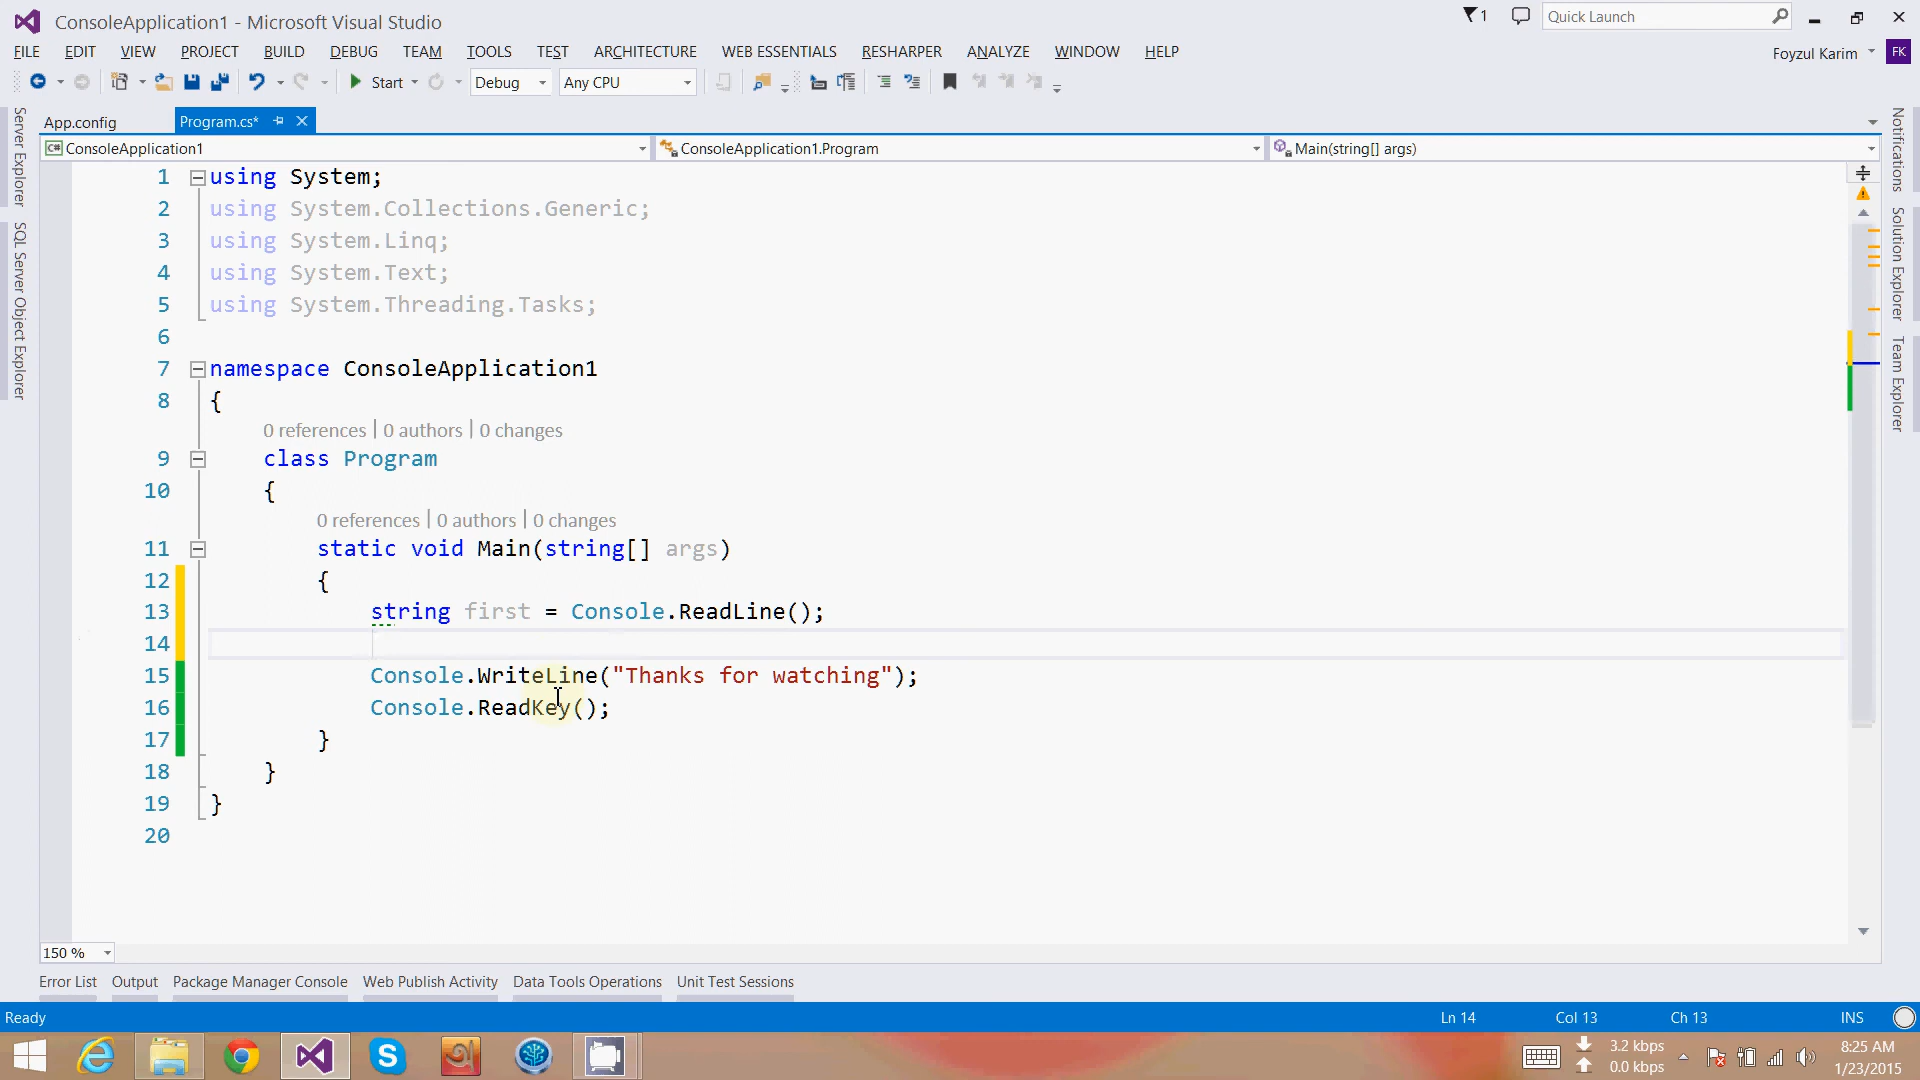 ConsoleApplication1 - Microsoft Visual Studio
1
Quick Launch
FILE EDIT VIEW PROJECT BUILD DEBUG TEAM TOOLS TEST ARCHITECTURE WEB ESSENTIALS RESHARPER ANALYZE WINDOW HELP
Foyzul Karim FK
Start Debug Any CPU
App.config Program.cs*
ConsoleApplication1 ConsoleApplication1.Program Main(string[] args)
Server Explorer
SQL Server Object Explorer
Notifications
Solution Explorer
Team Explorer
1 using System;
2 using System.Collections.Generic;
3 using System.Linq;
4 using System.Text;
5 using System.Threading.Tasks;
6
7 namespace ConsoleApplication1
8 {
0 references | 0 authors | 0 changes
9 class Program
10 {
0 references | 0 authors | 0 changes
11 static void Main(string[] args)
12 {
13 string first = Console.ReadLine();
14
15 Console.WriteLine("Thanks for watching");
16 Console.ReadKey();
17 }
18 }
19 }
20
150 %
Error List Output Package Manager Console Web Publish Activity Data Tools Operations Unit Test Sessions
Ready Ln 14 Col 13 Ch 13 INS
3.2 kbps
0.0 kbps
8:25 AM
1/23/2015